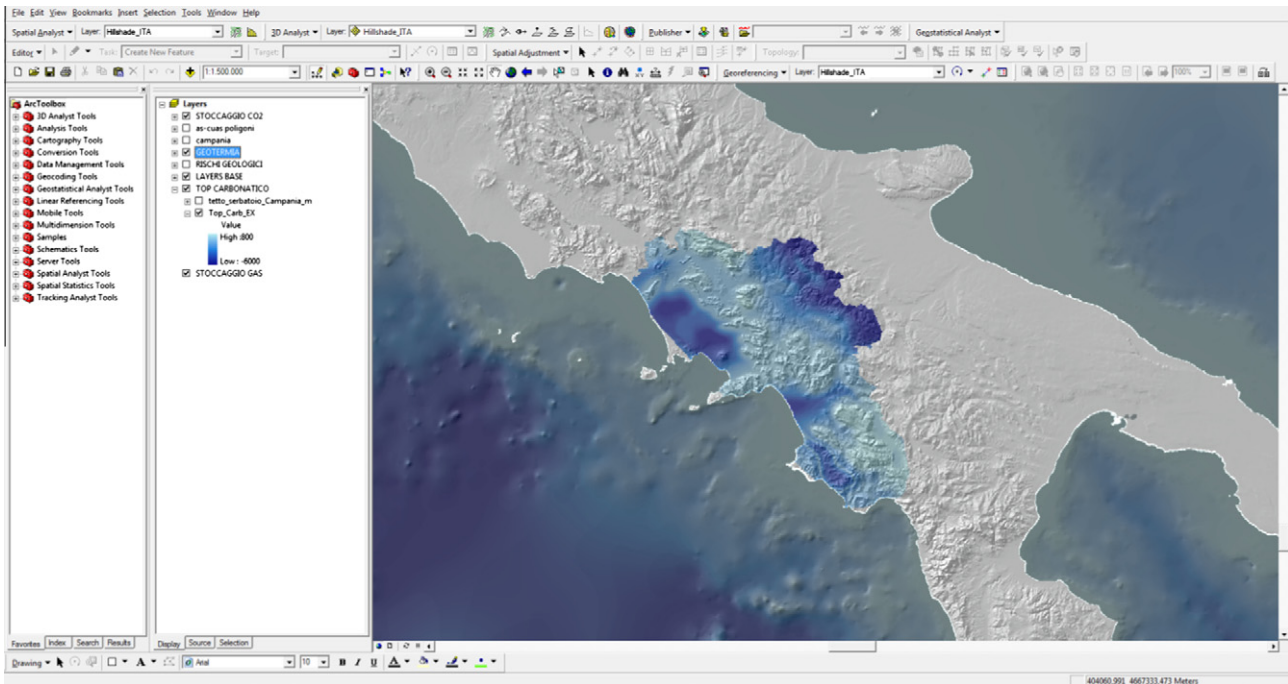 File Edit View Bookmarks Insert Selection Tools Window Help
Spatial Analyst Layer: Hillshade_ITA 3D Analyst Layer: Hillshade_ITA Publisher Geostatistical Analyst
Editor Task: Create New Feature Target: Spatial Adjustment Topology:
1:1.500.000 Georeferencing Layer: Hillshade_ITA 100%
ArcToolbox
3D Analyst Tools
Analysis Tools
Cartography Tools
Conversion Tools
Data Management Tools
Geocoding Tools
Geostatistical Analyst Tools
Linear Referencing Tools
Mobile Tools
Multidimension Tools
Samples
Schematics Tools
Server Tools
Spatial Analyst Tools
Spatial Statistics Tools
Tracking Analyst Tools
Layers
STOCCAGGIO CO2
as-cuas poligoni
campania
GEOTERMIA
RISCHI GEOLOGICI
LAYERS BASE
TOP CARBONATICO
tetto_serbatoio_Campania_m
Top_Carb_EX
Value
High :800
Low : -6000
STOCCAGGIO GAS
Favorites Index Search Results
Display Source Selection
Drawing A Arial 10 B I U A
404060.991 4667333.473 Meters